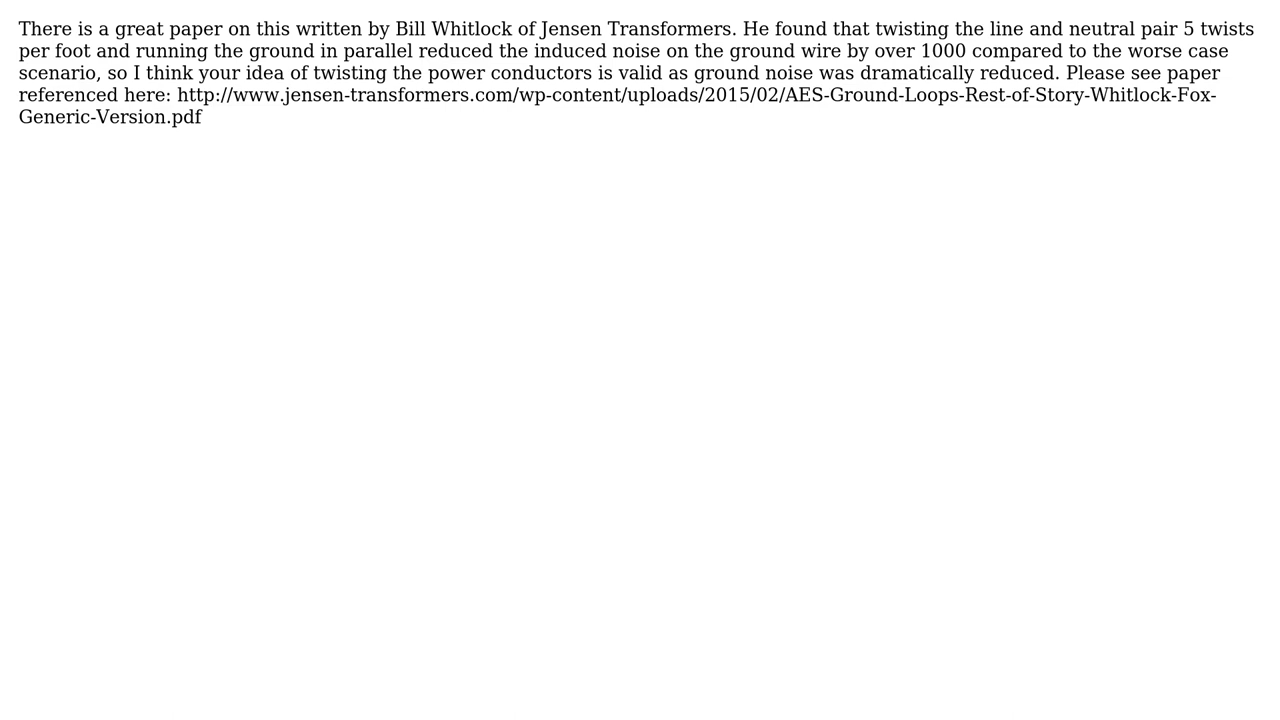 There is a great paper on this written by Bill Whitlock of Jensen Transformers. He found that twisting the line and neutral pair 5 twists
per foot and running the ground in parallel reduced the induced noise on the ground wire by over 1000 compared to the worse case
scenario, so I think your idea of twisting the power conductors is valid as ground noise was dramatically reduced. Please see paper
referenced here: http://www.jensen-transformers.com/wp-content/uploads/2015/02/AES-Ground-Loops-Rest-of-Story-Whitlock-Fox-
Generic-Version.pdf